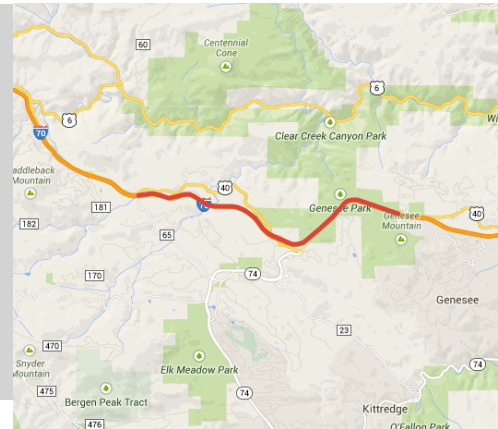 60
Centennial
Cone
6
6
70
Clear Creek Canyon Park
Wi
addleback
Mountain
40
181
Genesee Park
40
Genesee
Mountain
182
65
74
170
Genesee
23
470
Snyder
Mountain
Elk Meadow Park
74
475
Bergen Peak Tract
Kittredge
74
476
O'Fallon Park